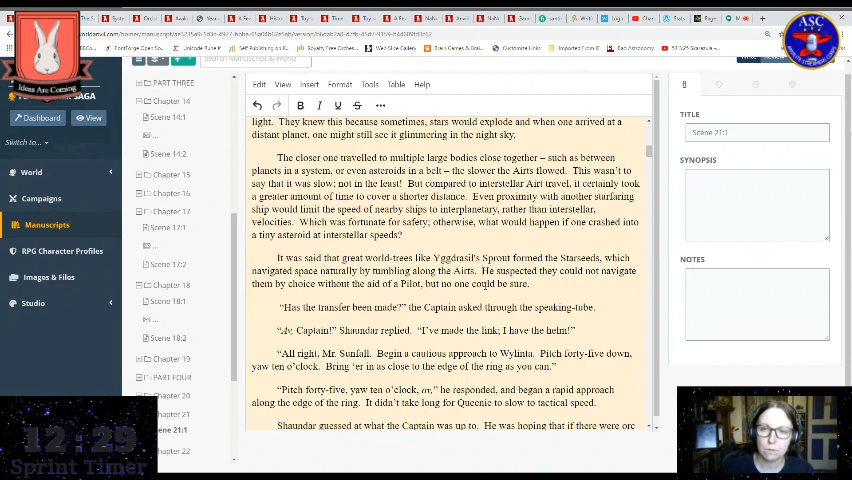 Ideas Are Coming
SAGA
Dashboard
View
Switch to...
World
Campaigns
Manuscripts
RPG Character Profiles
Images & Files
Studio
12:29
Sprint Timer
Search Manuscript & World
PART THREE
Chapter 14
Scene 14:1
...
Scene 14:2
Chapter 15
Chapter 16
Chapter 17
Scene 17:1
...
Scene 17:2
Chapter 18
Scene 18:1
...
Scene 18:2
Chapter 19
PART FOUR
Chapter 20
Chapter 21
Scene 21:1
Chapter 22
Edit View Insert Format Tools Table Help
B I U S ...
light. They knew this because sometimes, stars would explode and when one arrived at a
distant planet, one might still see it glimmering in the night sky.
The closer one travelled to multiple large bodies close together – such as between
planets in a system, or even asteroids in a belt – the slower the Airts flowed. This wasn't to
say that it was slow; not in the least! But compared to interstellar Airt travel, it certainly took
a greater amount of time to cover a shorter distance. Even proximity with another starfaring
ship would limit the speed of nearby ships to interplanetary, rather than interstellar,
velocities. Which was fortunate for safety; otherwise, what would happen if one crashed into
a tiny asteroid at interstellar speeds?
It was said that great world-trees like Yggdrasil's Sprout formed the Starseeds, which
navigated space naturally by tumbling along the Airts. He suspected they could not navigate
them by choice without the aid of a Pilot, but no one could be sure.
“Has the transfer been made?” the Captain asked through the speaking-tube.
“Av, Captain!” Shaundar replied. “I've made the link; I have the helm!”
“All right, Mr. Sunfall. Begin a cautious approach to Wylinta. Pitch forty-five down,
yaw ten o'clock. Bring 'er in as close to the edge of the ring as you can.”
“Pitch forty-five, yaw ten o'clock, av,” he responded, and began a rapid approach
along the edge of the ring. It didn't take long for Queenie to slow to tactical speed.
Shaundar guessed at what the Captain was up to. He was hoping that if there were orc
TITLE
Scene 21:1
SYNOPSIS
NOTES
ASC